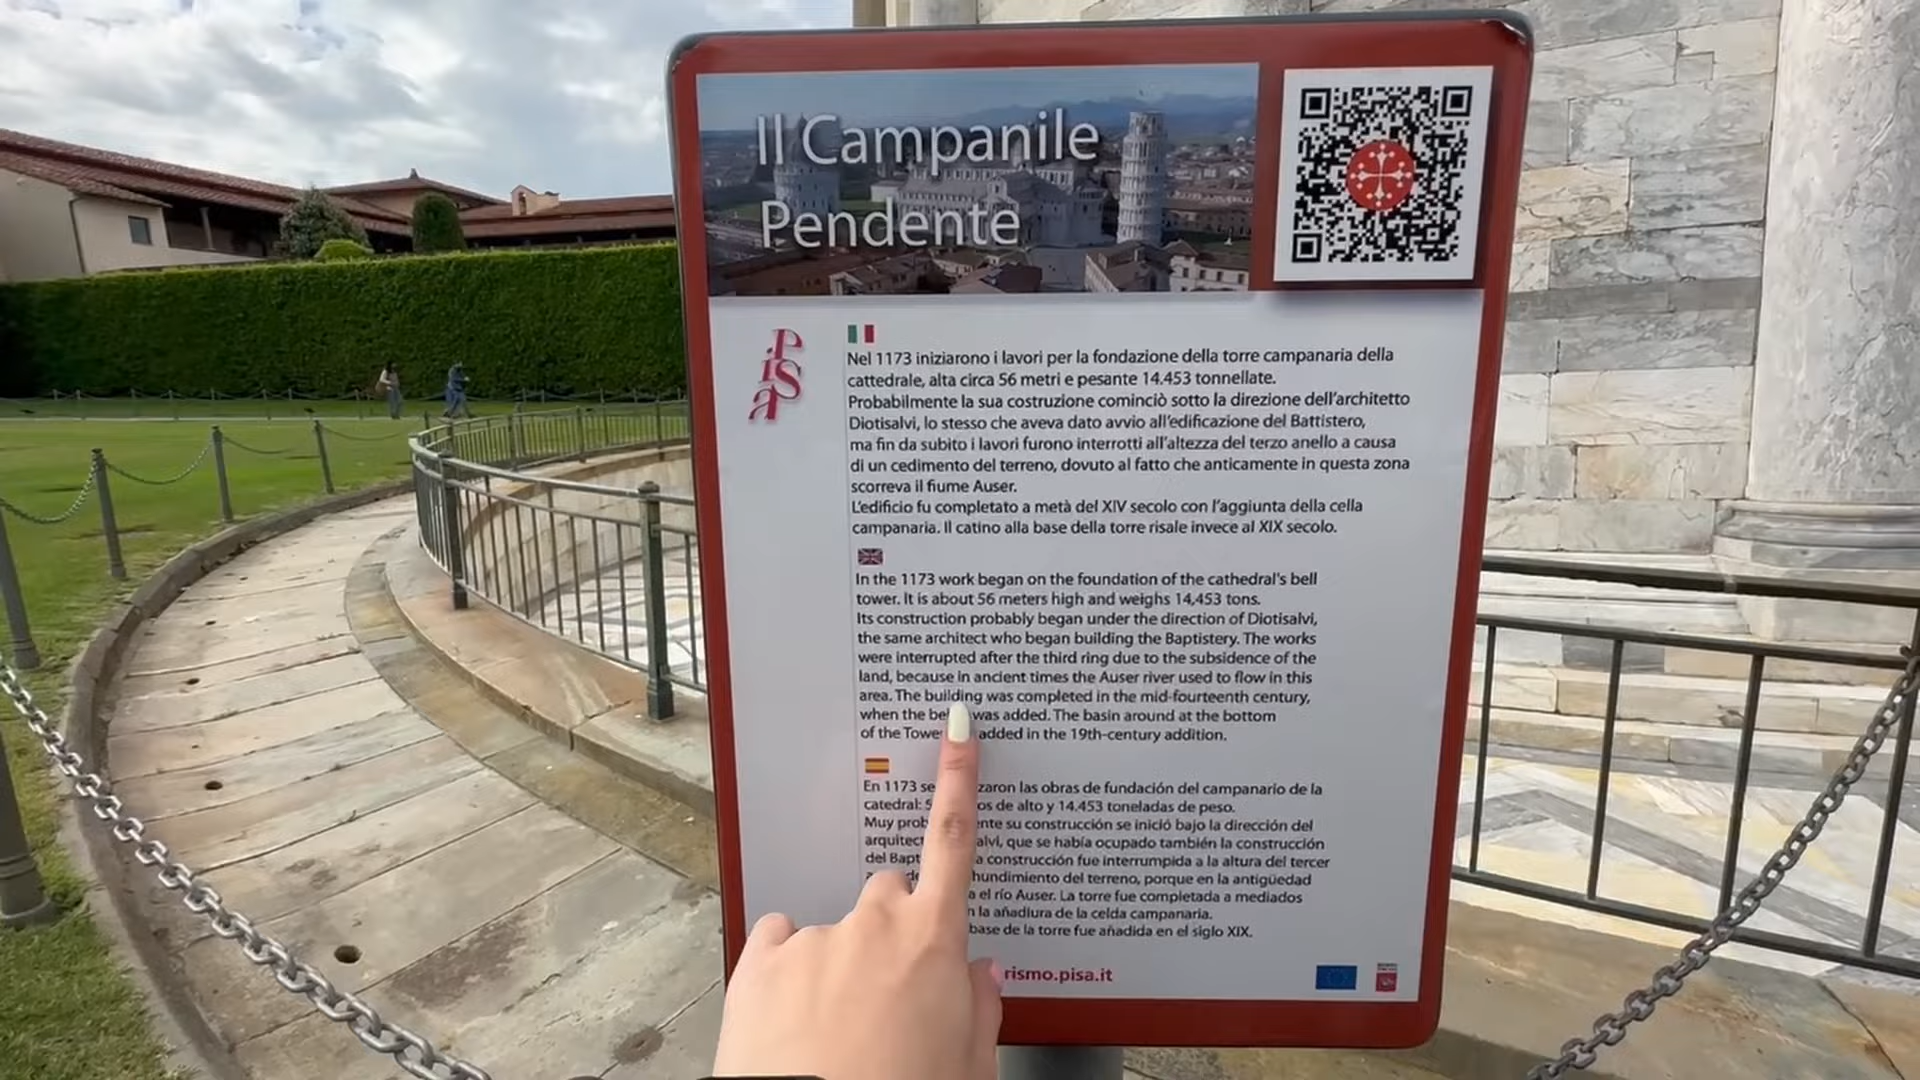 Il Campanile
Pendente
PiSa
Nel 1173 iniziarono i lavori per la fondazione della torre campanaria della
cattedrale, alta circa 56 metri e pesante 14.453 tonnellate.
Probabilmente la sua costruzione cominciò sotto la direzione dell'architetto
Diotisalvi, lo stesso che aveva dato avvio all'edificazione del Battistero,
ma fin da subito i lavori furono interrotti all'altezza del terzo anello a causa
di un cedimento del terreno, dovuto al fatto che anticamente in questa zona
scorreva il fiume Auser.
L'edificio fu completato a metà del XIV secolo con l'aggiunta della cella
campanaria. Il catino alla base della torre risale invece al XIX secolo.
In the 1173 work began on the foundation of the cathedral's bell
tower. It is about 56 meters high and weighs 14,453 tons.
Its construction probably began under the direction of Diotisalvi,
the same architect who began building the Baptistery. The works
were interrupted after the third ring due to the subsidence of the
land, because in ancient times the Auser river used to flow in this
area. The building was completed in the mid-fourteenth century,
when the was added. The basin around at the bottom
of the added in the 19th-century addition.
En 1173 se zaron las obras de fundación del campanario de la
catedral: os de alto y 14.453 toneladas de peso.
Muy prob nte su construcción se inició bajo la dirección del
arquitect alvi, que se había ocupado también la construcción
del Bapt a construcción fue interrumpida a la altura del tercer
de hundimiento del terreno, porque en la antigüedad
a el río Auser. La torre fue completada a mediados
la añadiura de la celda campanaria.
base de la torre fue añadida en el siglo XIX.
rismo.pisa.it